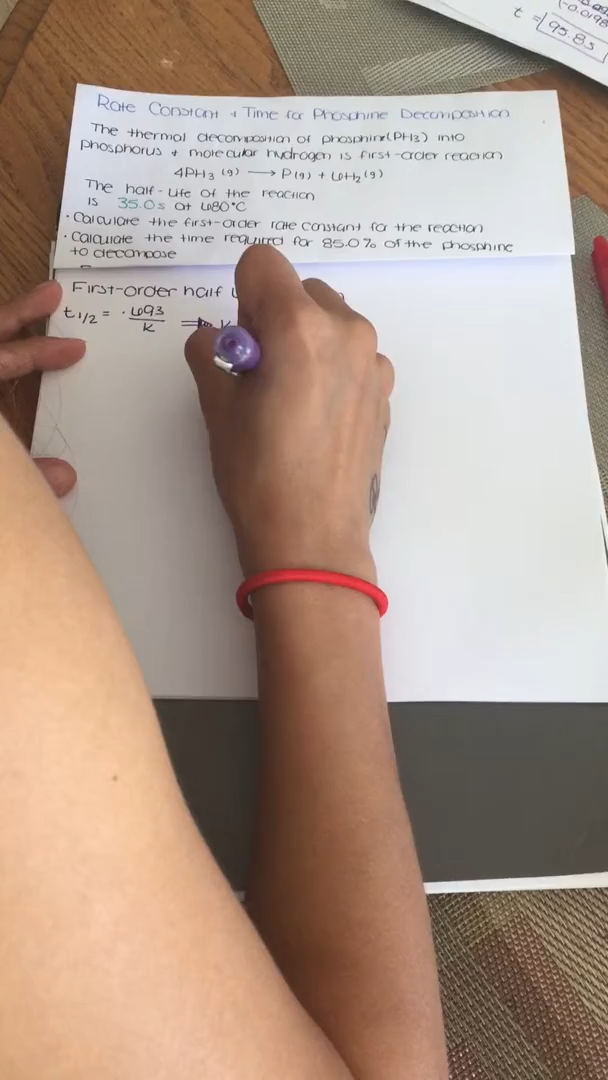 (-0.0198
t = 95.8s
Rate Constant + Time for Phosphine Decomposition
The thermal decomposition of phosphine(PH3) into
phosphorus + molecular hydrogen is first-order reaction
4PH3 (g) → P(g) + 6H2(g)
The half-life of the reaction
is 35.0s at 680°C
• Calculate the first-order rate constant for the reaction
• Calculate the time required for 85.0% of the phosphine
to decompose
First-order half
t1/2 = .693/K ⇒ K